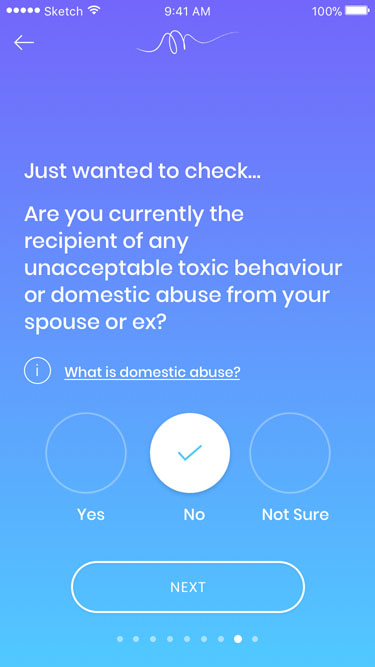 Sketch 9:41 AM 100%
Just wanted to check...
Are you currently the
recipient of any
unacceptable toxic behaviour
or domestic abuse from your
spouse or ex?
i What is domestic abuse?
Yes No Not Sure
NEXT